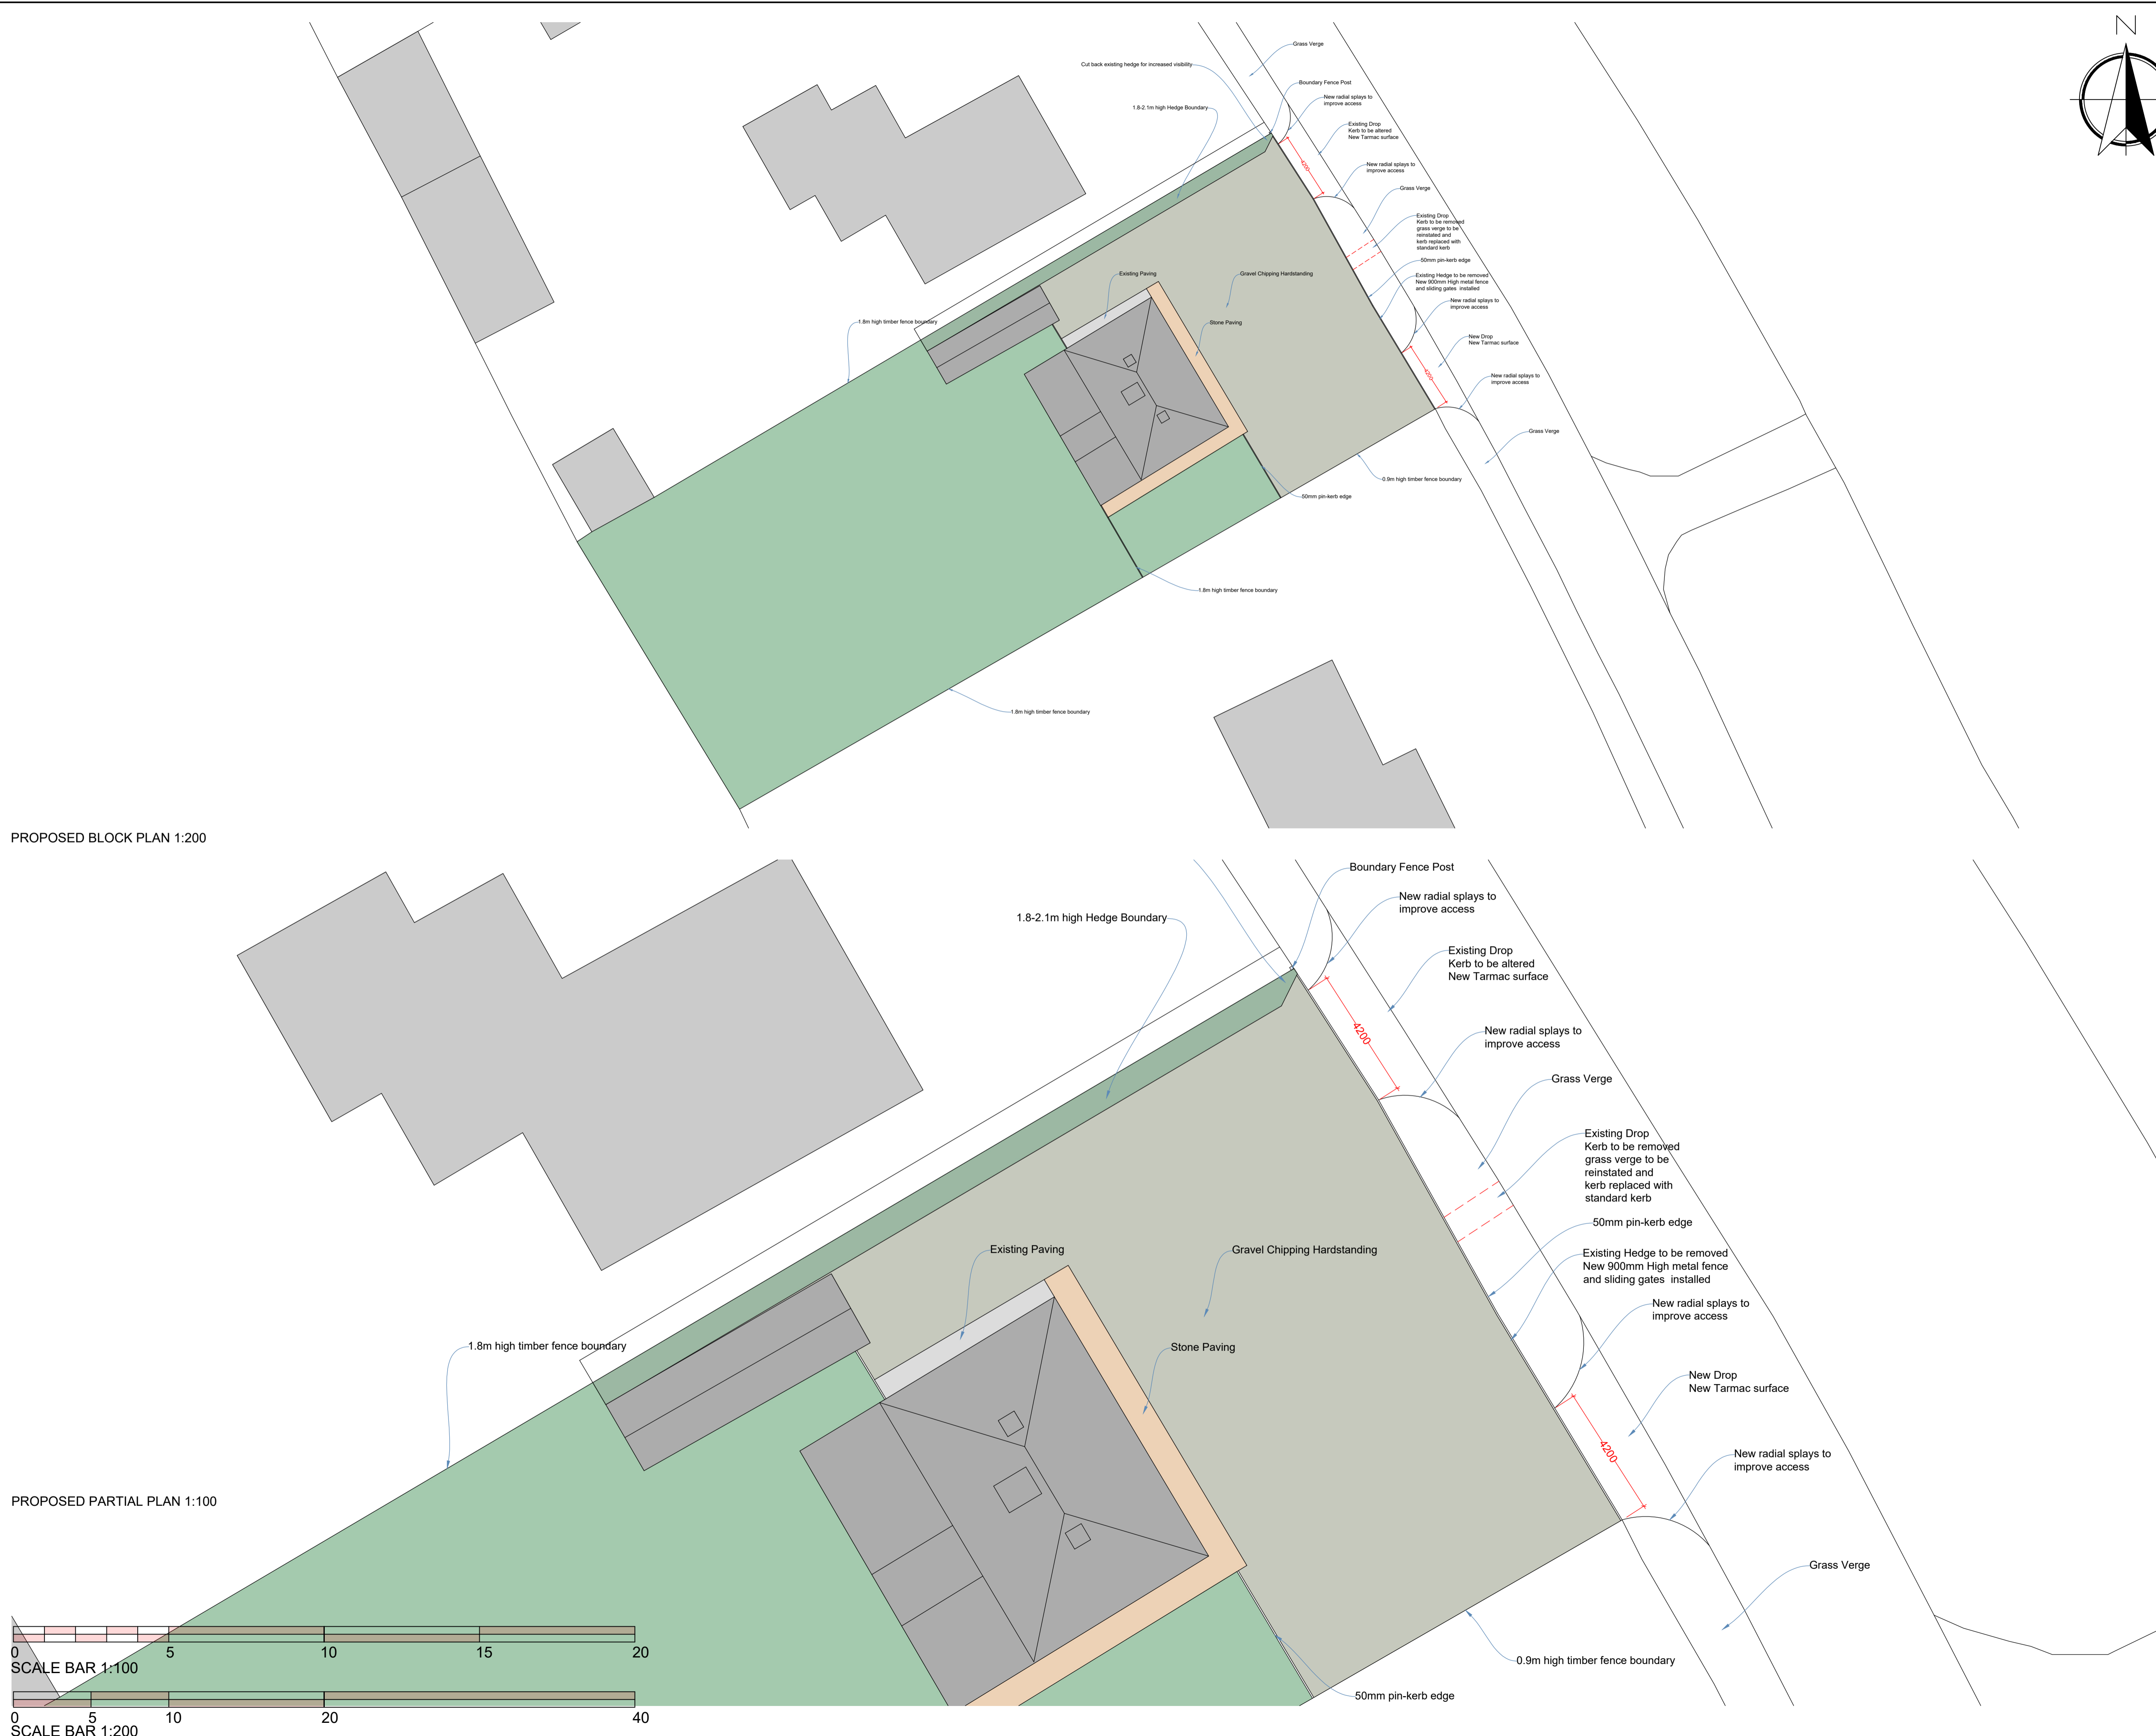 N
Grass Verge
Cut back existing hedge for increased visibility
Boundary Fence Post
New radial splays to
improve access
1.8-2.1m high Hedge Boundary
Existing Drop
Kerb to be altered
New Tarmac surface
4200
New radial splays to
improve access
Grass Verge
Existing Drop
Kerb to be removed
grass verge to be
reinstated and
kerb replaced with
standard kerb
50mm pin-kerb edge
Existing Paving
Gravel Chipping Hardstanding
Existing Hedge to be removed
New 900mm High metal fence
and sliding gates installed
New radial splays to
improve access
1.8m high timber fence boundary
Stone Paving
New Drop
New Tarmac surface
4200
New radial splays to
improve access
Grass Verge
0.9m high timber fence boundary
50mm pin-kerb edge
1.8m high timber fence boundary
1.8m high timber fence boundary
PROPOSED BLOCK PLAN 1:200
Boundary Fence Post
New radial splays to
improve access
1.8-2.1m high Hedge Boundary
Existing Drop
Kerb to be altered
New Tarmac surface
4200
New radial splays to
improve access
Grass Verge
Existing Drop
Kerb to be removed
grass verge to be
reinstated and
kerb replaced with
standard kerb
50mm pin-kerb edge
Existing Paving
Gravel Chipping Hardstanding
Existing Hedge to be removed
New 900mm High metal fence
and sliding gates installed
New radial splays to
improve access
1.8m high timber fence boundary
Stone Paving
New Drop
New Tarmac surface
4200
New radial splays to
improve access
PROPOSED PARTIAL PLAN 1:100
Grass Verge
0.9m high timber fence boundary
50mm pin-kerb edge
0 5 10 15 20
SCALE BAR 1:100
0 5 10 20 40
SCALE BAR 1:200